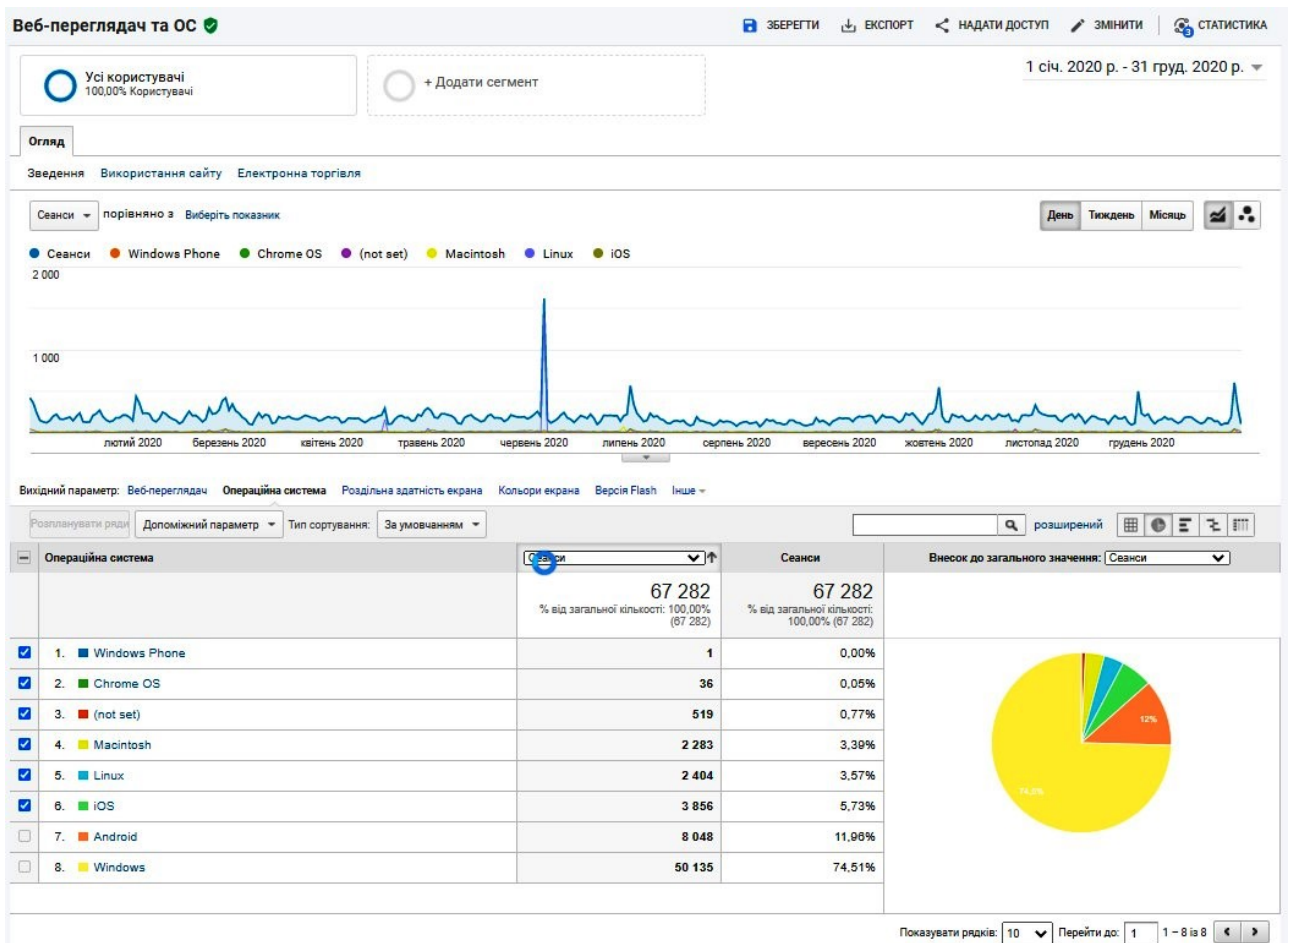 Веб-переглядач та ОС
ЗБЕРЕГТИ ЕКСПОРТ НАДАТИ ДОСТУП ЗМІНИТИ 3 СТАТИСТИКА
Усі користувачі
100,00% Користувачі
+ Додати сегмент
1 січ. 2020 р. - 31 груд. 2020 р.
Огляд
Зведення Використання сайту Електронна торгівля
Сеанси порівняно з Виберіть показник
День Тиждень Місяць
Сеанси Windows Phone Chrome OS (not set) Macintosh Linux iOS
2 000
1 000
лютий 2020 березень 2020 квітень 2020 травень 2020 червень 2020 липень 2020 серпень 2020 вересень 2020 жовтень 2020 листопад 2020 грудень 2020
Вихідний параметр: Веб-переглядач Операційна система Роздільна здатність екрана Кольори екрана Версія Flash Інше
Розпланувати ряди Допоміжний параметр Тип сортування: За умовчанням розширений
Операційна система Сеанси Сеанси Внесок до загального значення: Сеанси
67 282 67 282
% від загальної кількості: 100,00% (67 282) % від загальної кількості: 100,00% (67 282)
1. Windows Phone 1 0,00%
2. Chrome OS 36 0,05%
3. (not set) 519 0,77%
4. Macintosh 2 283 3,39%
5. Linux 2 404 3,57%
6. iOS 3 856 5,73%
7. Android 8 048 11,96%
8. Windows 50 135 74,51%
12%
74,5%
Показувати рядків: 10 Перейти до: 1 1 – 8 із 8